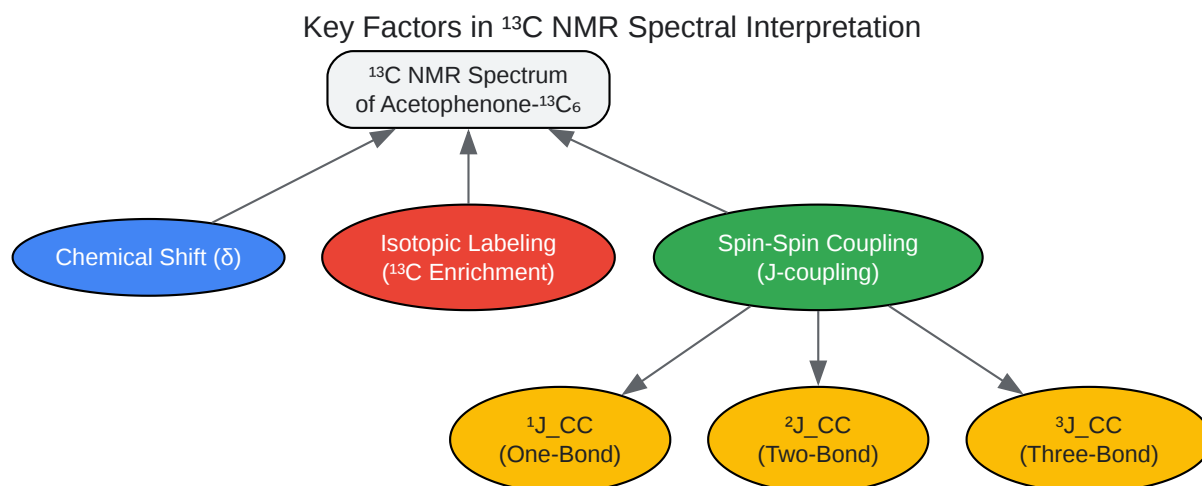 Key Factors in ¹³C NMR Spectral Interpretation
¹³C NMR Spectrum
of Acetophenone-¹³C₆
Chemical Shift (δ)
Isotopic Labeling
(¹³C Enrichment)
Spin-Spin Coupling
(J-coupling)
¹J_CC
(One-Bond)
²J_CC
(Two-Bond)
³J_CC
(Three-Bond)